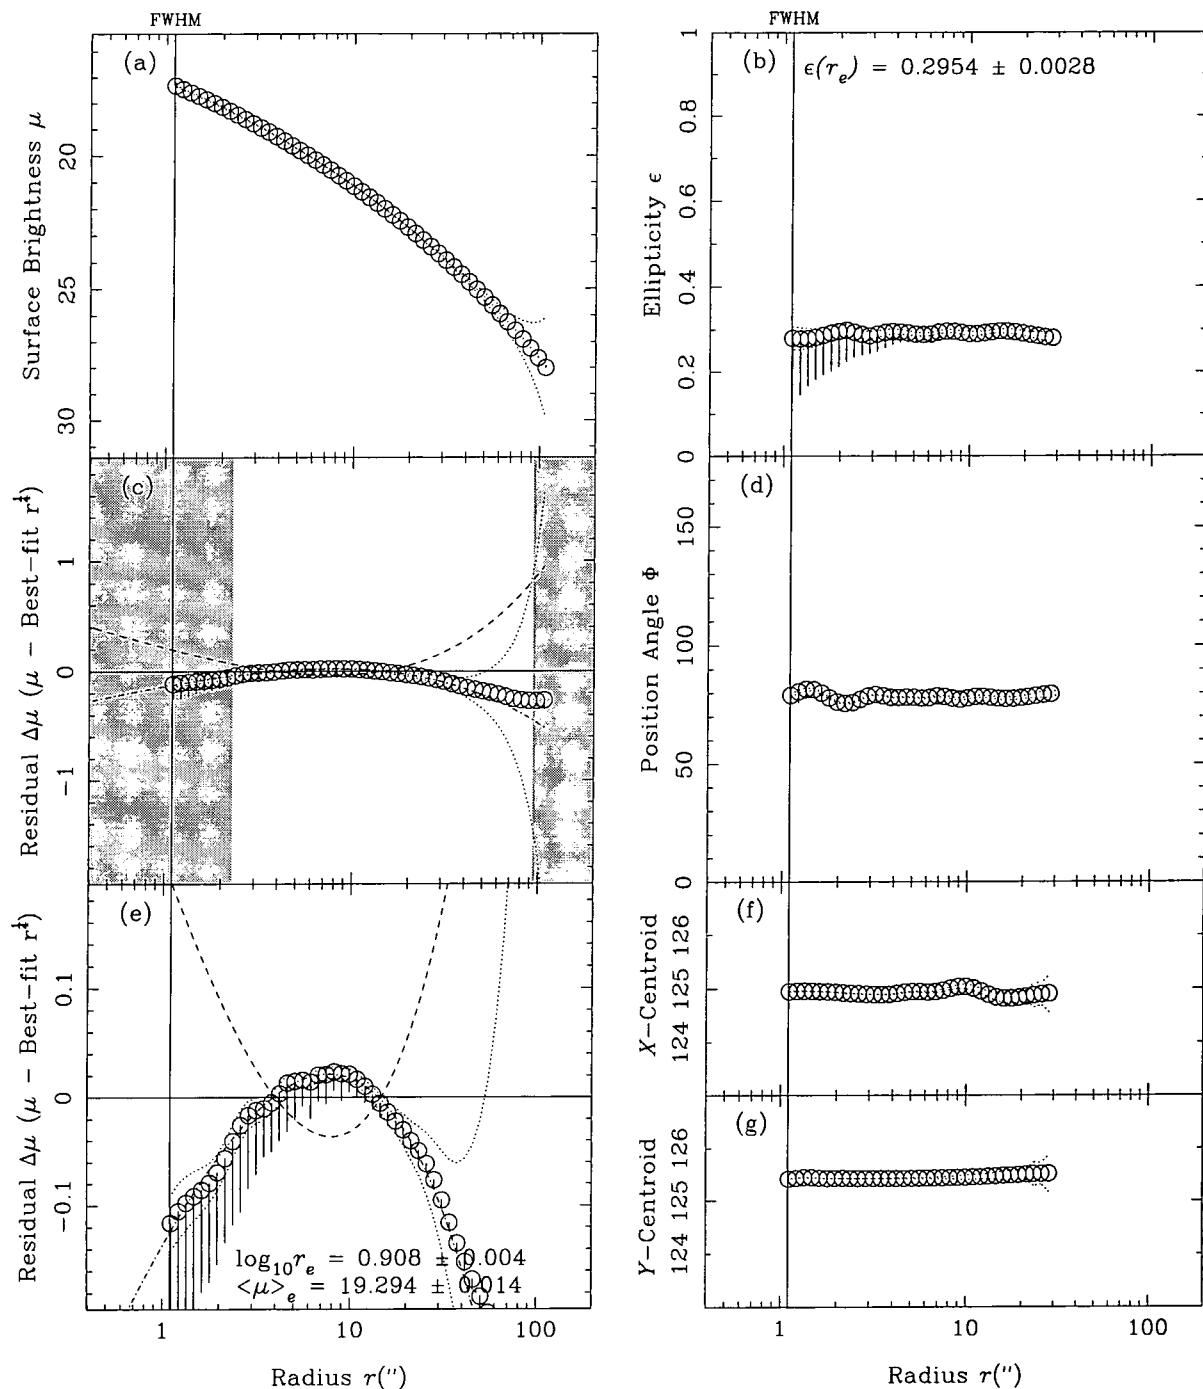 FWHM
(a)
Surface Brightness μ
20
25
30
FWHM
(b)
ϵ(r_e) = 0.2954 ± 0.0028
Ellipticity ϵ
1
0.8
0.6
0.4
0.2
0
(c)
Residual Δμ (μ − Best−fit r^¼)
1
0
−1
(d)
Position Angle Φ
150
100
50
0
(e)
Residual Δμ (μ − Best−fit r^¼)
0.1
0
−0.1
log₁₀r_e = 0.908 ± 0.004
<μ>_e = 19.294 ± 0.014
1 10 100
Radius r(″)
(f)
X−Centroid
124 125 126
(g)
Y−Centroid
124 125 126
1 10 100
Radius r(″)